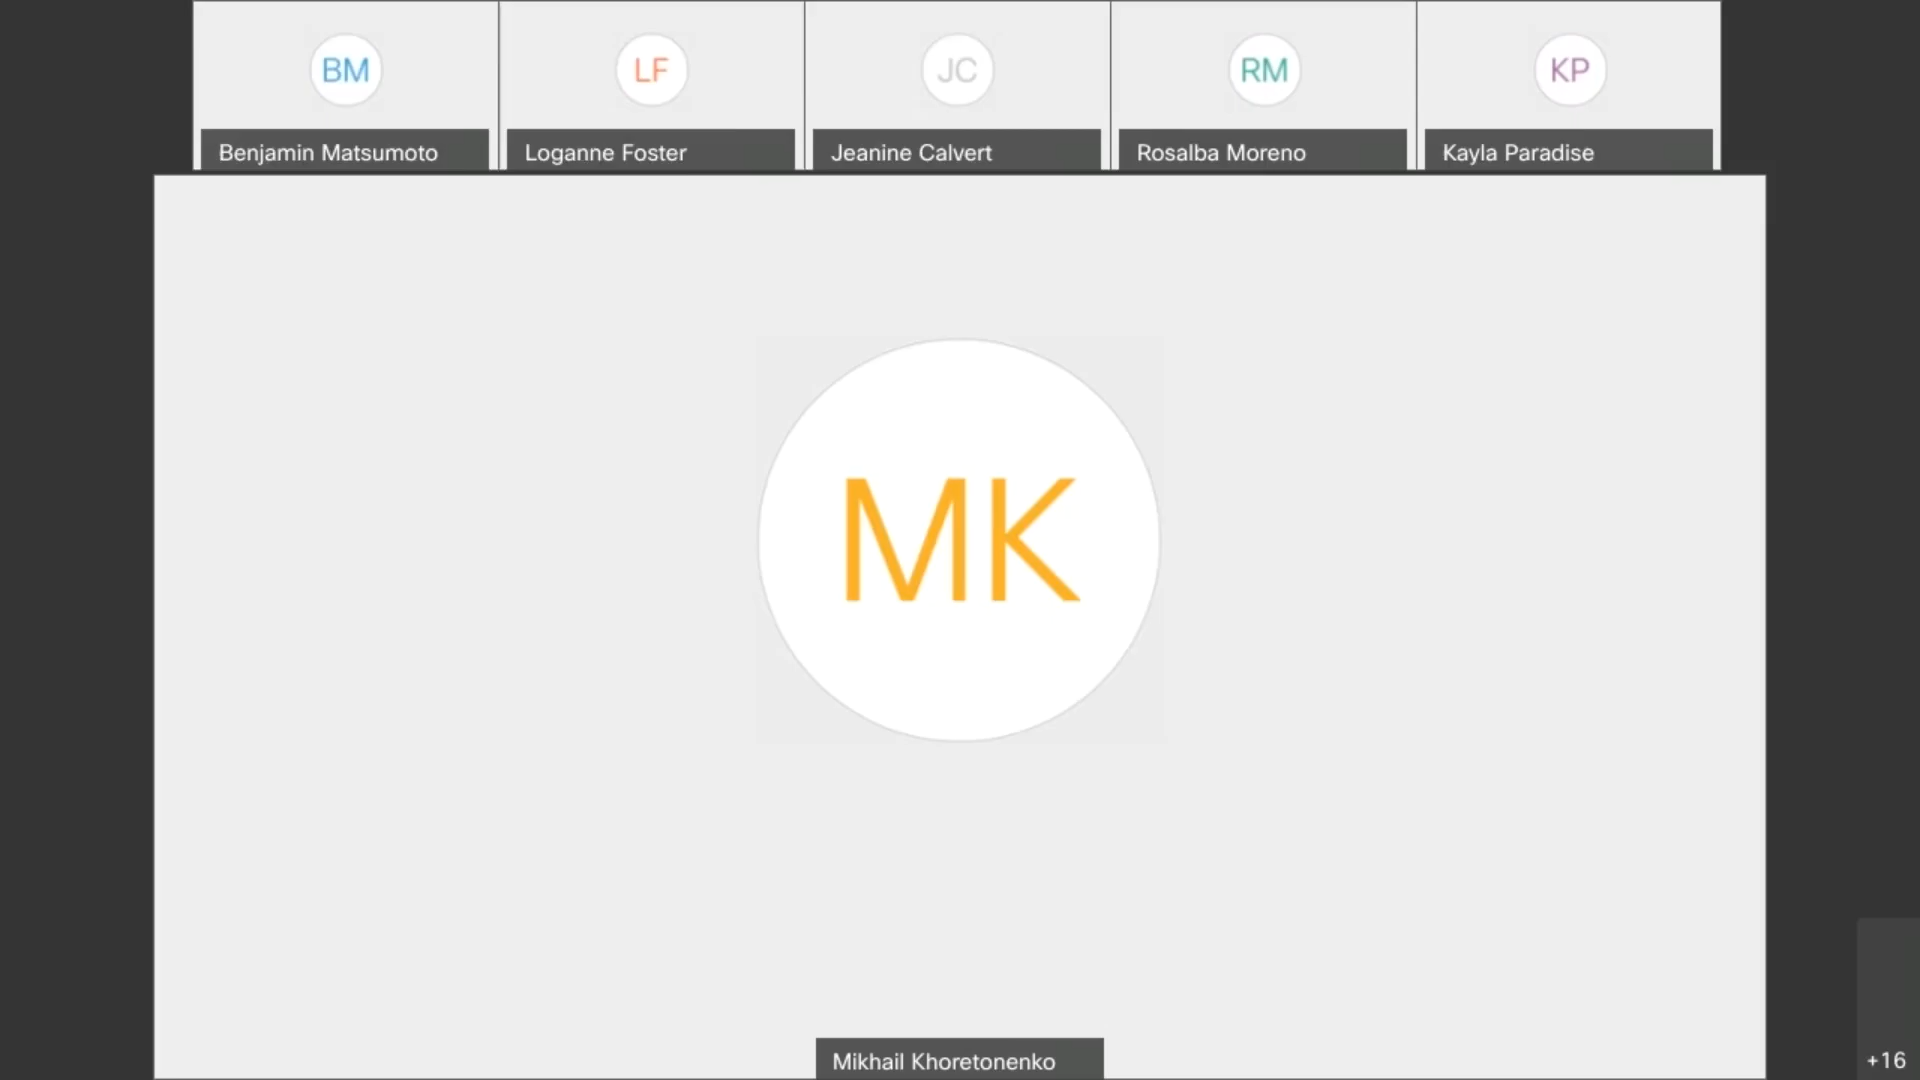 BM
Benjamin Matsumoto
LF
Loganne Foster
JC
Jeanine Calvert
RM
Rosalba Moreno
KP
Kayla Paradise
MK
Mikhail Khoretonenko
+16